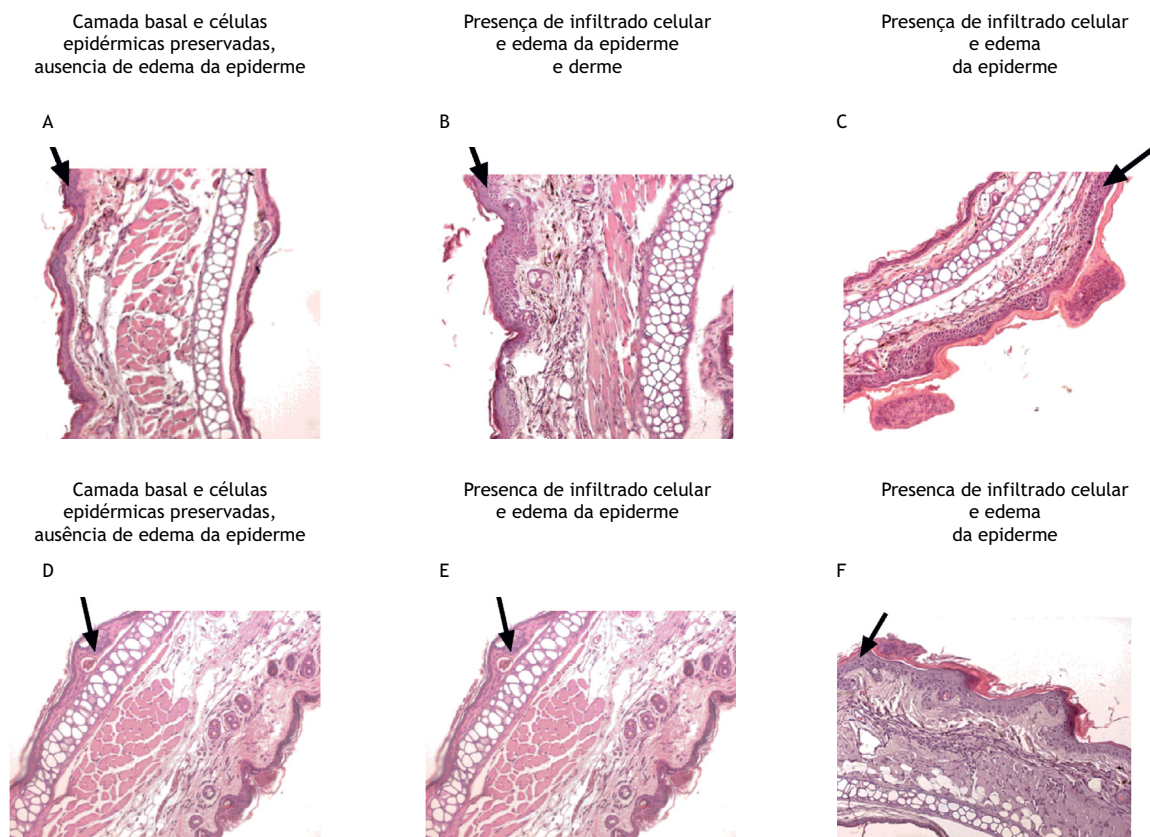 Camada basal e células
epidérmicas preservadas,
ausencia de edema da epiderme
Presença de infiltrado celular
e edema da epiderme
e derme
Presença de infiltrado celular
e edema
da epiderme
A
B
C
Camada basal e células
epidérmicas preservadas,
ausência de edema da epiderme
Presenca de infiltrado celular
e edema da epiderme
Presenca de infiltrado celular
e edema
da epiderme
D
E
F